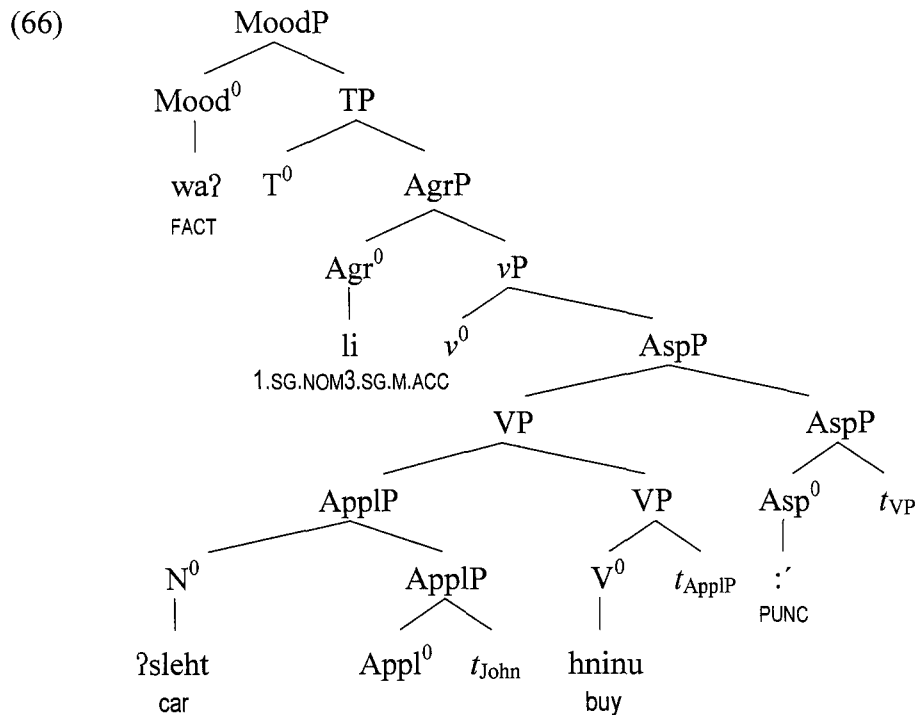 (66) MoodP
Mood⁰ TP
waʔ T⁰ AgrP
FACT
Agr⁰ vP
li v⁰ AspP
1.SG.NOM3.SG.M.ACC
VP AspP
ApplP VP Asp⁰ tVP
N⁰ ApplP V⁰ tApplP :´
PUNC
ʔsleht Appl⁰ tJohn hninu
car buy